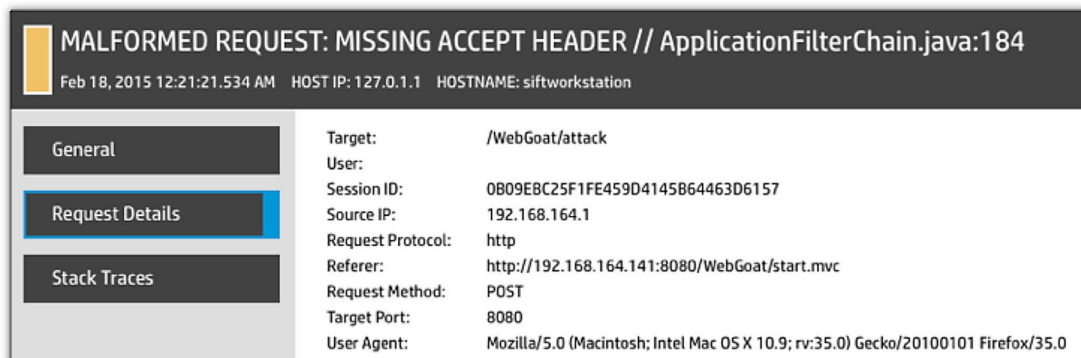 MALFORMED REQUEST: MISSING ACCEPT HEADER // ApplicationFilterChain.java:184
Feb 18, 2015 12:21:21.534 AM HOST IP: 127.0.1.1 HOSTNAME: siftworkstation
General
Request Details
Stack Traces
Target: /WebGoat/attack
User:
Session ID: 0B09EBC25F1FE459D4145B64463D6157
Source IP: 192.168.164.1
Request Protocol: http
Referer: http://192.168.164.141:8080/WebGoat/start.mvc
Request Method: POST
Target Port: 8080
User Agent: Mozilla/5.0 (Macintosh; Intel Mac OS X 10.9; rv:35.0) Gecko/20100101 Firefox/35.0